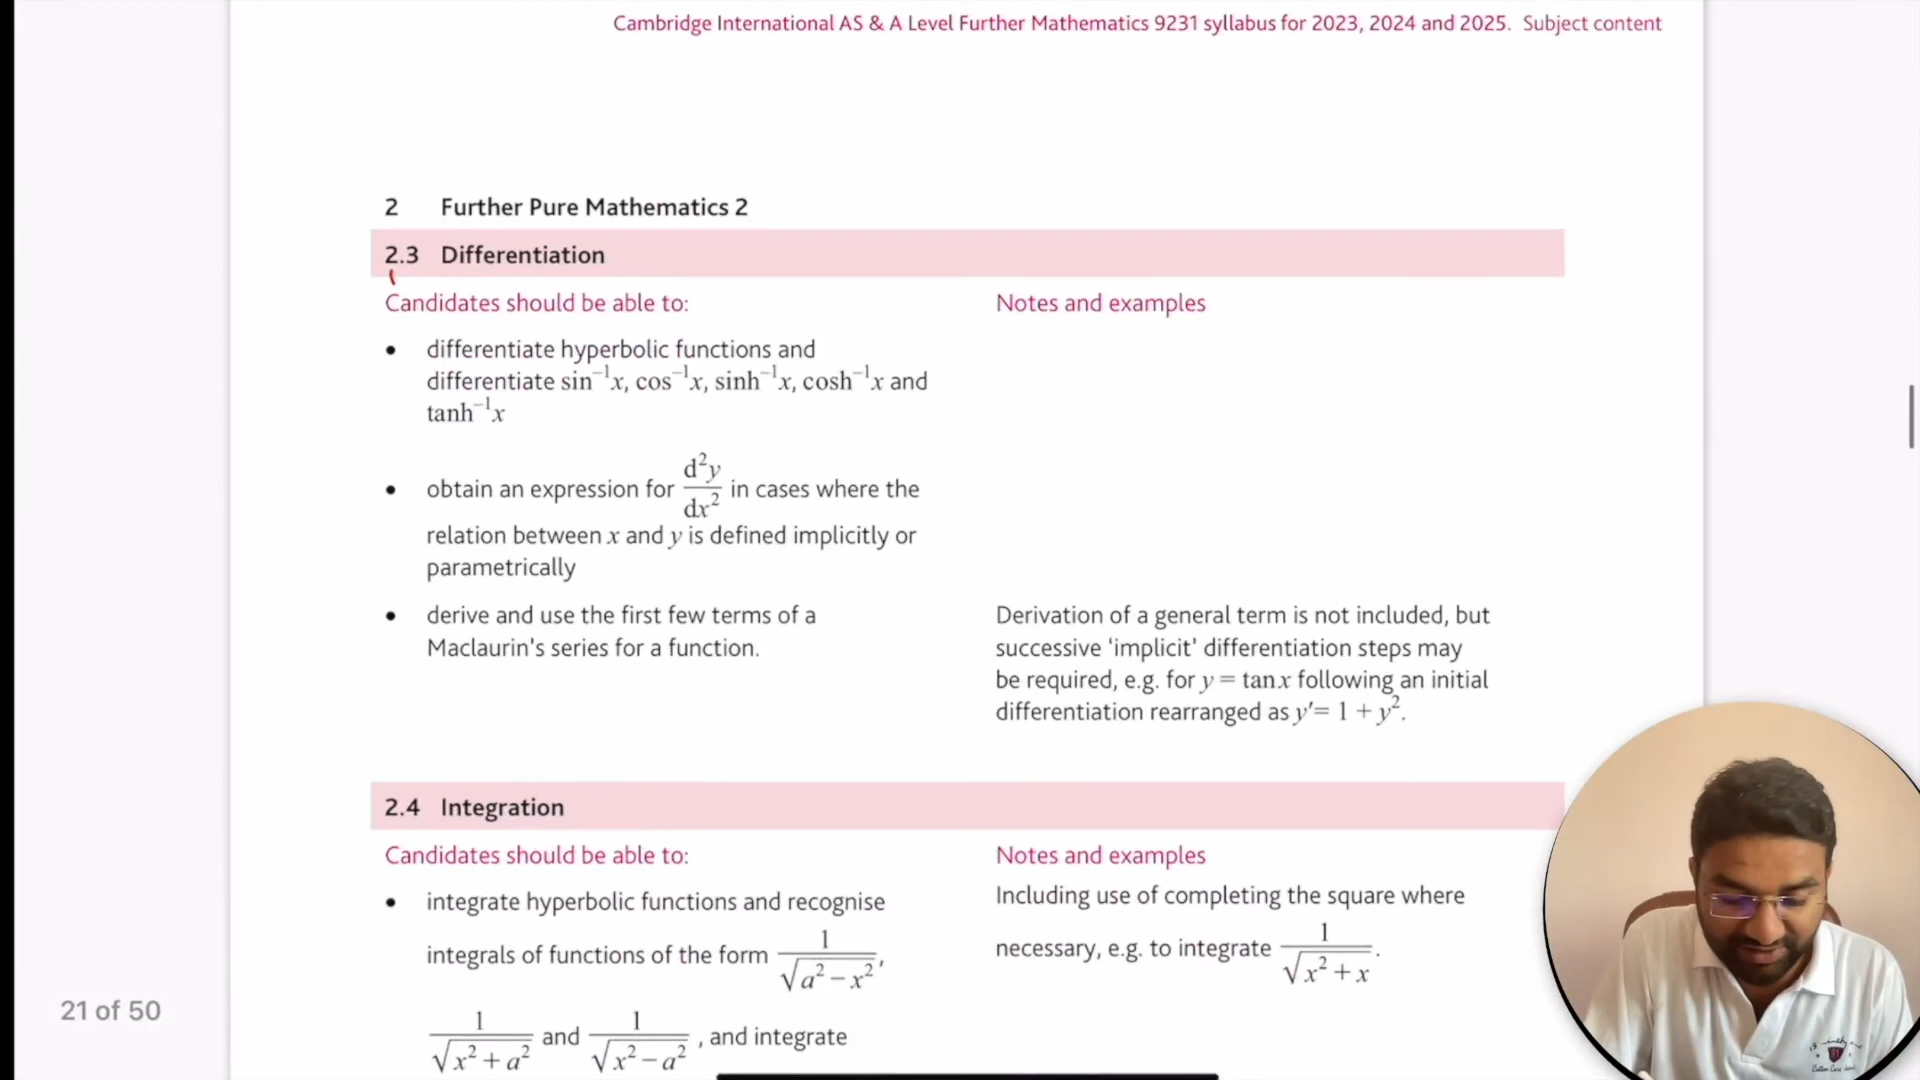 Cambridge International AS & A Level Further Mathematics 9231 syllabus for 2023, 2024 and 2025. Subject content
2 Further Pure Mathematics 2
2.3 Differentiation
Candidates should be able to: Notes and examples
• differentiate hyperbolic functions and
differentiate sin⁻¹x, cos⁻¹x, sinh⁻¹x, cosh⁻¹x and
tanh⁻¹x
• obtain an expression for d²y/dx² in cases where the
relation between x and y is defined implicitly or
parametrically
• derive and use the first few terms of a
Maclaurin's series for a function.
Derivation of a general term is not included, but
successive 'implicit' differentiation steps may
be required, e.g. for y = tan x following an initial
differentiation rearranged as y′= 1 + y².
2.4 Integration
Candidates should be able to: Notes and examples
• integrate hyperbolic functions and recognise
integrals of functions of the form 1/√(a² − x²),
1/√(x² + a²) and 1/√(x² − a²), and integrate
Including use of completing the square where
necessary, e.g. to integrate 1/√(x² + x).
21 of 50